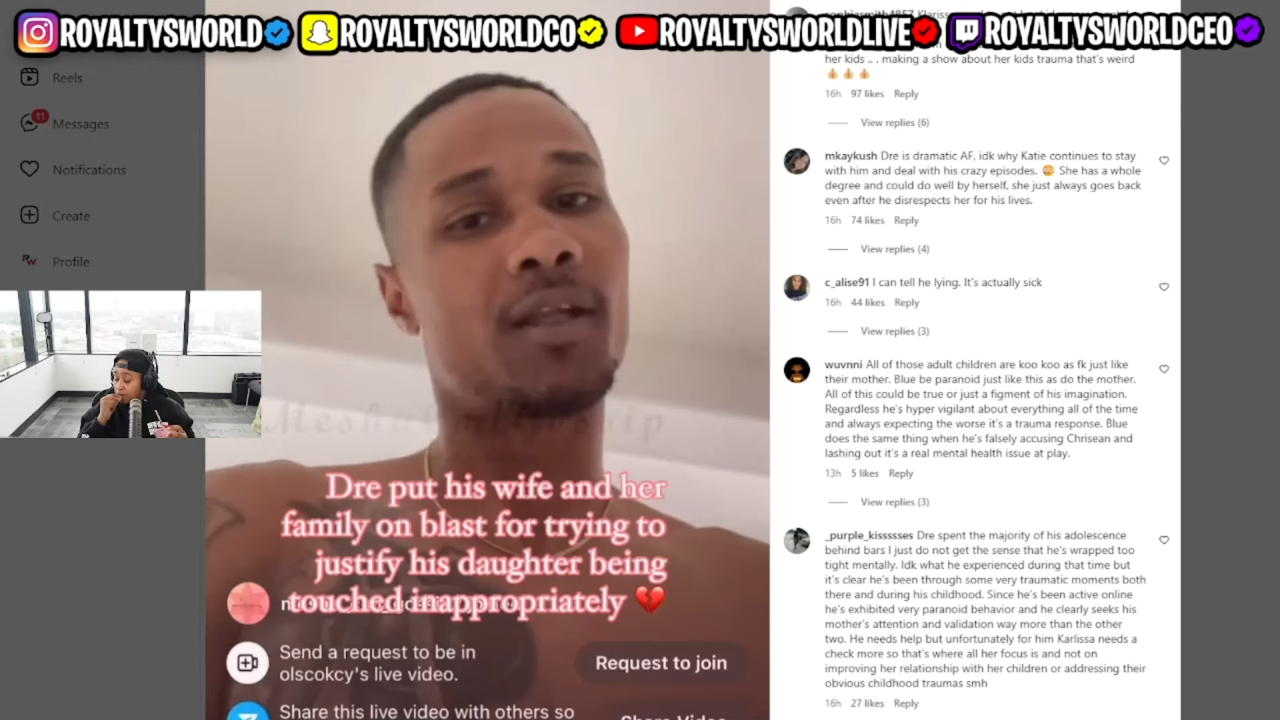 ROYALTYSWORLD
ROYALTYSWORLDCO
ROYALTYSWORLDLIVE
ROYALTYSWORLDCEO
Reels
11
Messages
Notifications
Create
Profile
Dre put his wife and her
family on blast for trying to
justify his daughter being
touched inappropriately 💔
Send a request to be in
olscokcy's live video.
Request to join
Share this live video with others so
Share Video
her kids .. . making a show about her kids trauma that's weird
👍🏽 👍🏽 👍🏽
16h 97 likes Reply
View replies (6)
mkaykush Dre is dramatic AF, idk why Katie continues to stay
with him and deal with his crazy episodes. 😳 She has a whole
degree and could do well by herself, she just always goes back
even after he disrespects her for his lives.
16h 74 likes Reply
View replies (4)
c_alise91 I can tell he lying. It's actually sick
16h 44 likes Reply
View replies (3)
wuvnni All of those adult children are koo koo as fk just like
their mother. Blue be paranoid just like this as do the mother.
All of this could be true or just a figment of his imagination.
Regardless he's hyper vigilant about everything all of the time
and always expecting the worse it's a trauma response. Blue
does the same thing when he's falsely accusing Chrisean and
lashing out it's a real mental health issue at play.
13h 5 likes Reply
View replies (3)
_purple_kissssses Dre spent the majority of his adolescence
behind bars I just do not get the sense that he's wrapped too
tight mentally. Idk what he experienced during that time but
it's clear he's been through some very traumatic moments both
there and during his childhood. Since he's been active online
he's exhibited very paranoid behavior and he clearly seeks his
mother's attention and validation way more than the other
two. He needs help but unfortunately for him Karlissa needs a
check more so that's where all her focus is and not on
improving her relationship with her children or addressing their
obvious childhood traumas smh
16h 27 likes Reply